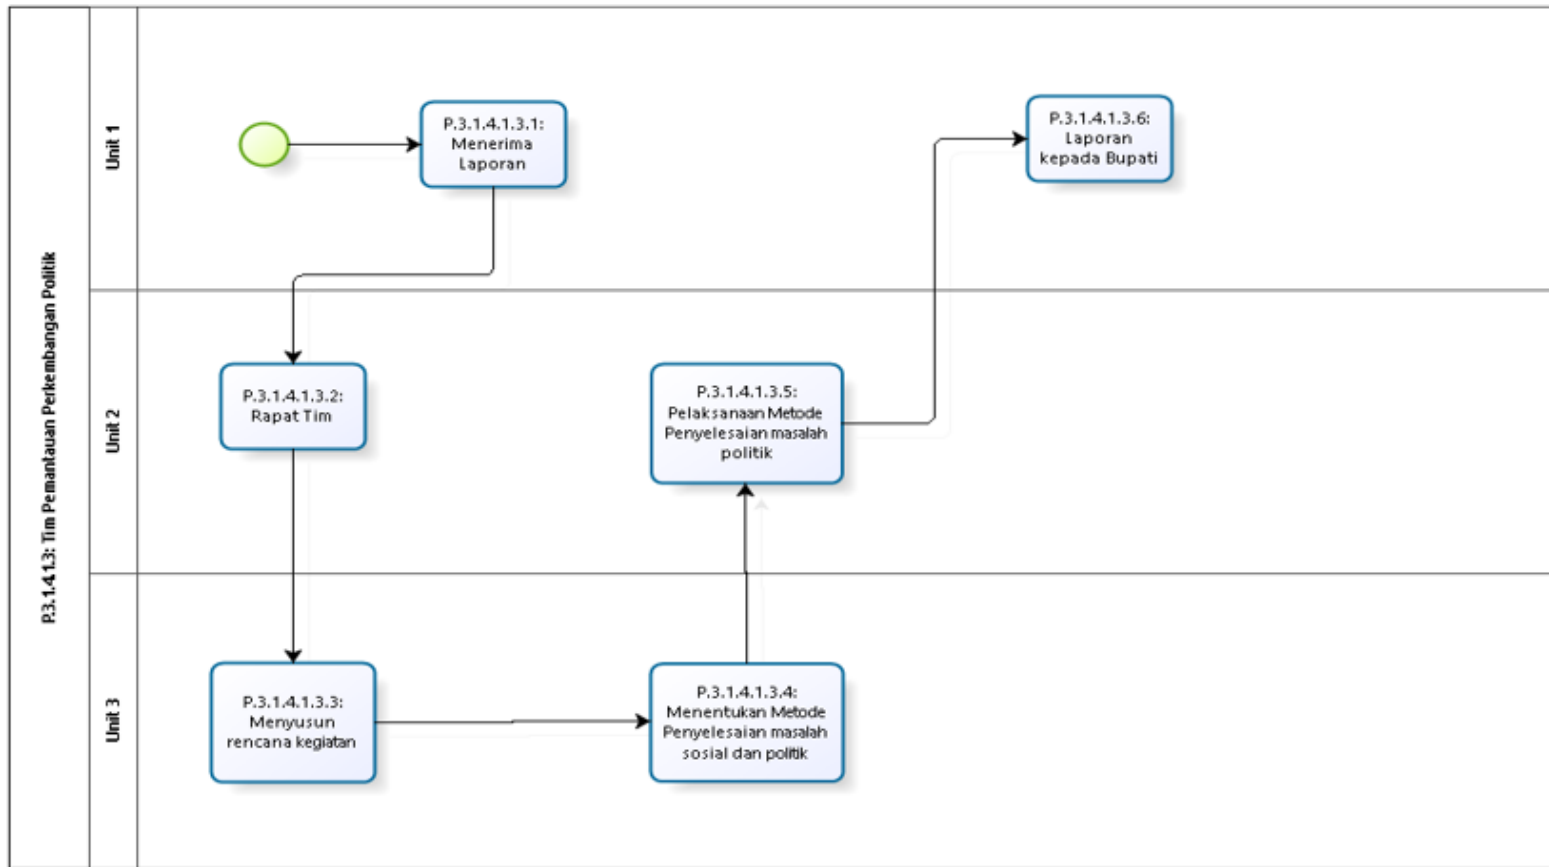 P.3.1.4.1.3: Tim Pemantauan Perkembangan Politik
Unit 1
P.3.1.4.1.3.1:
Menerima
Laporan
P.3.1.4.1.3.6:
Laporan
kepada Bupati
Unit 2
P.3.1.4.1.3.2:
Rapat Tim
P.3.1.4.1.3.5:
Pelaksanaan Metode
Penyelesaian masalah
politik
Unit 3
P.3.1.4.1.3.3:
Menyusun
rencana kegiatan
P.3.1.4.1.3.4:
Menentukan Metode
Penyelesaian masalah
sosial dan politik